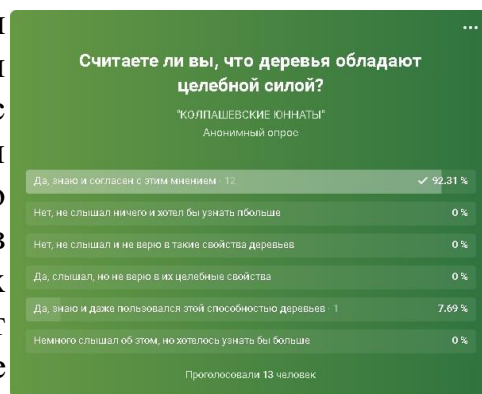 Считаете ли вы, что деревья обладают
целебной силой?
"КОЛПАШЕВСКИЕ ЮННАТЫ"
Анонимный опрос
Да, знаю и согласен с этим мнением · 12 ✓ 92.31 %
Нет, не слышал ничего и хотел бы узнать пбольше 0 %
Нет, не слышал и не верю в такие свойства деревьев 0 %
Да, слышал, но не верю в их целебные свойства 0 %
Да, знаю и даже пользовался этой способностью деревьев · 1 7.69 %
Немного слышал об этом, но хотелось узнать бы больше 0 %
Проголосовали 13 человек